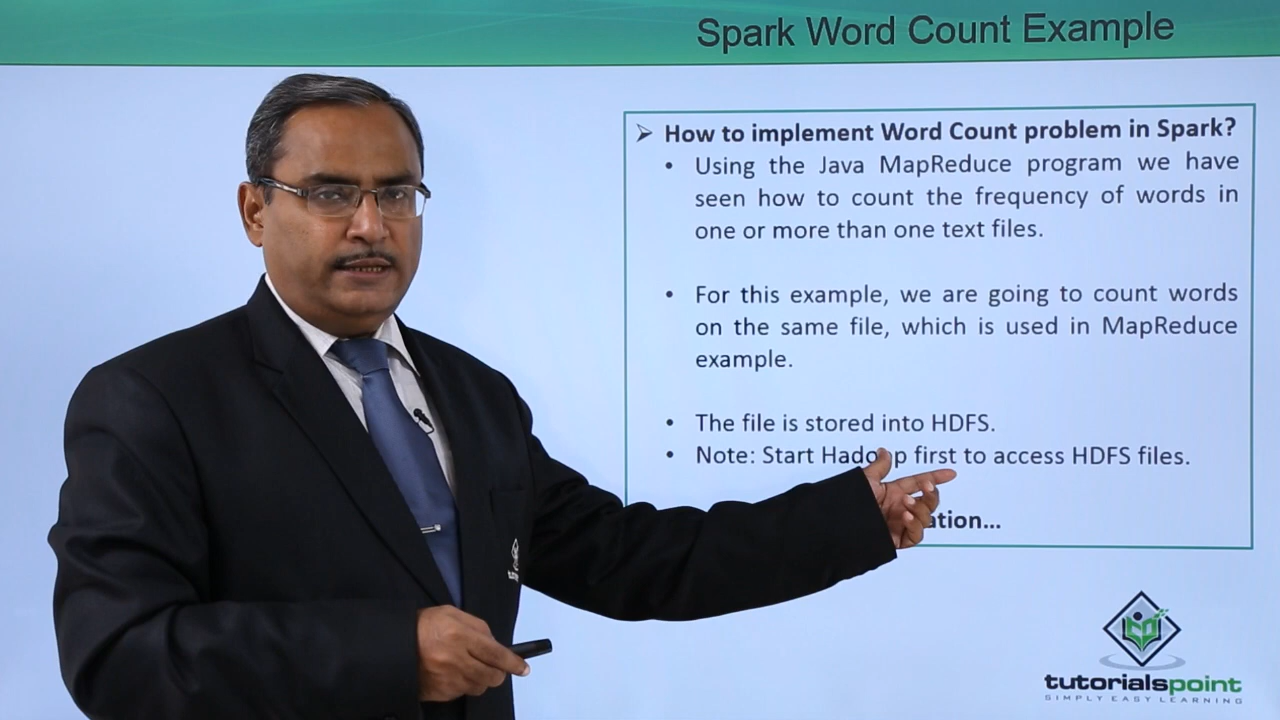 Spark Word Count Example
➢ How to implement Word Count problem in Spark?
• Using the Java MapReduce program we have
seen how to count the frequency of words in
one or more than one text files.
• For this example, we are going to count words
on the same file, which is used in MapReduce
example.
• The file is stored into HDFS.
• Note: Start Hadoop first to access HDFS files.
ation...
tutorialspoint
SIMPLY EASY LEARNING